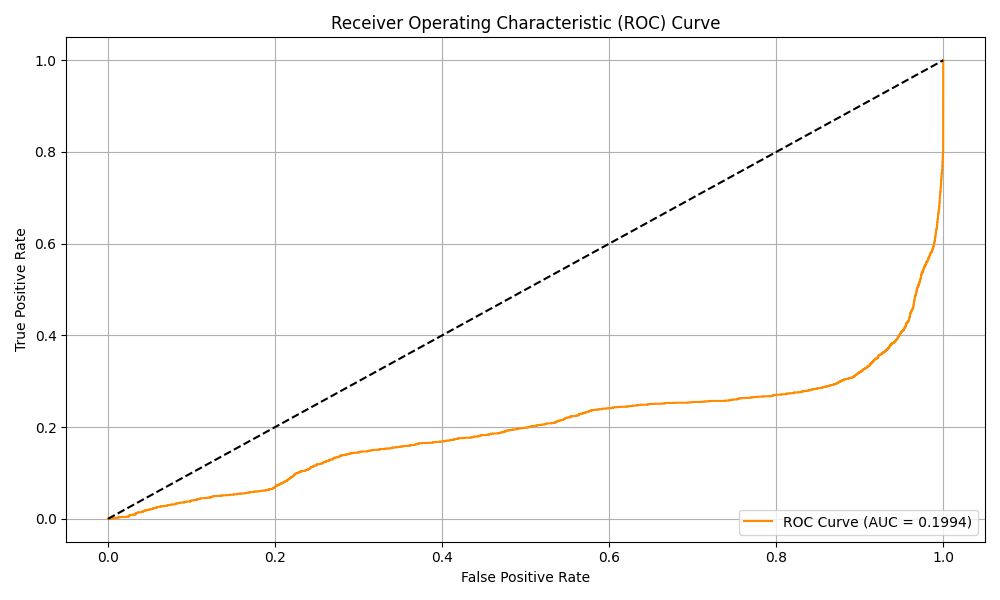 Receiver Operating Characteristic (ROC) Curve
True Positive Rate
1.0
0.8
0.6
0.4
0.2
0.0
ROC Curve (AUC = 0.1994)
0.0 0.2 0.4 0.6 0.8 1.0
False Positive Rate